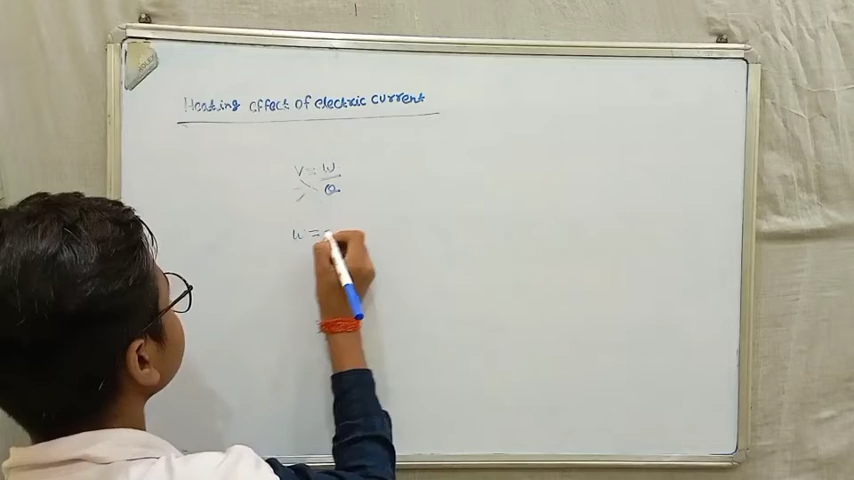 Heating effect of electric current
V = W
Q
W =